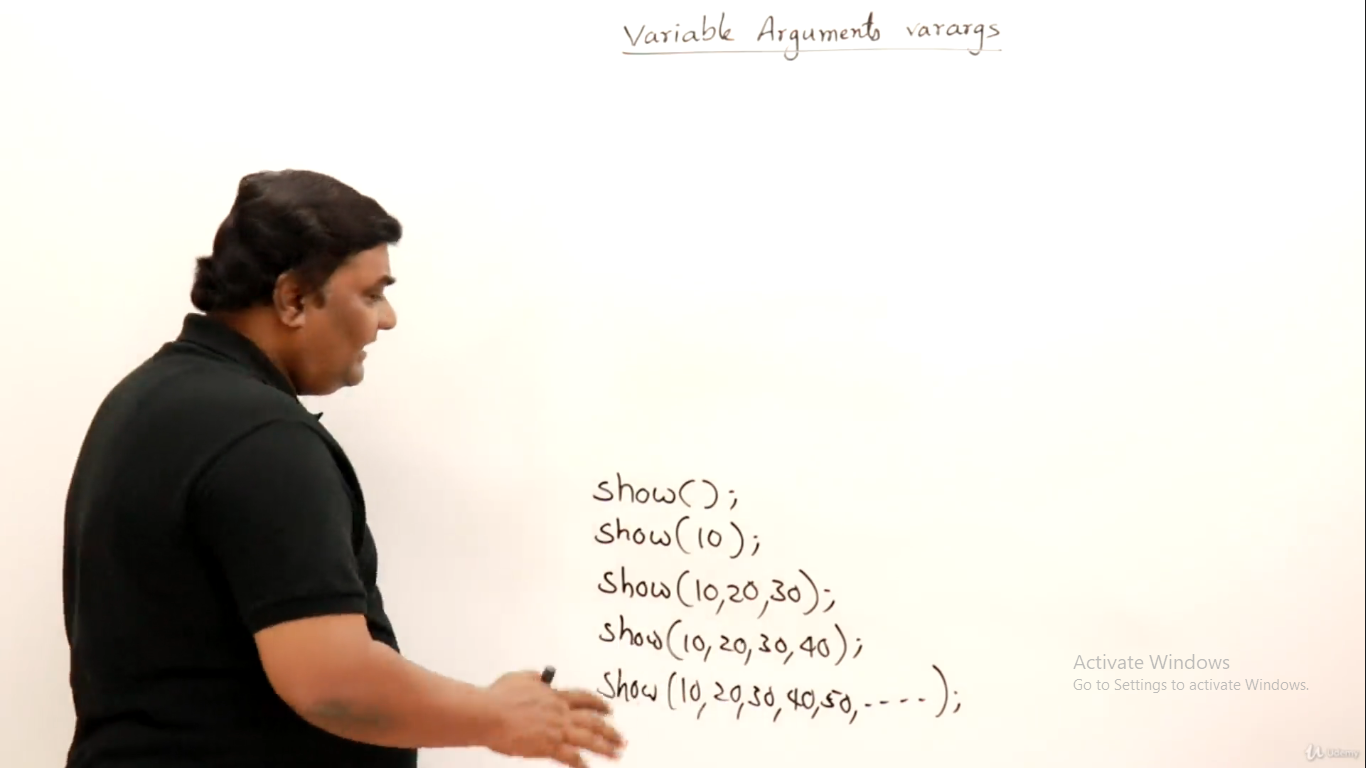 Variable Arguments varargs
show();
show(10);
show(10,20,30);
show(10,20,30,40);
show(10,20,30,40,50,----);
Activate Windows
Go to Settings to activate Windows.
Udemy